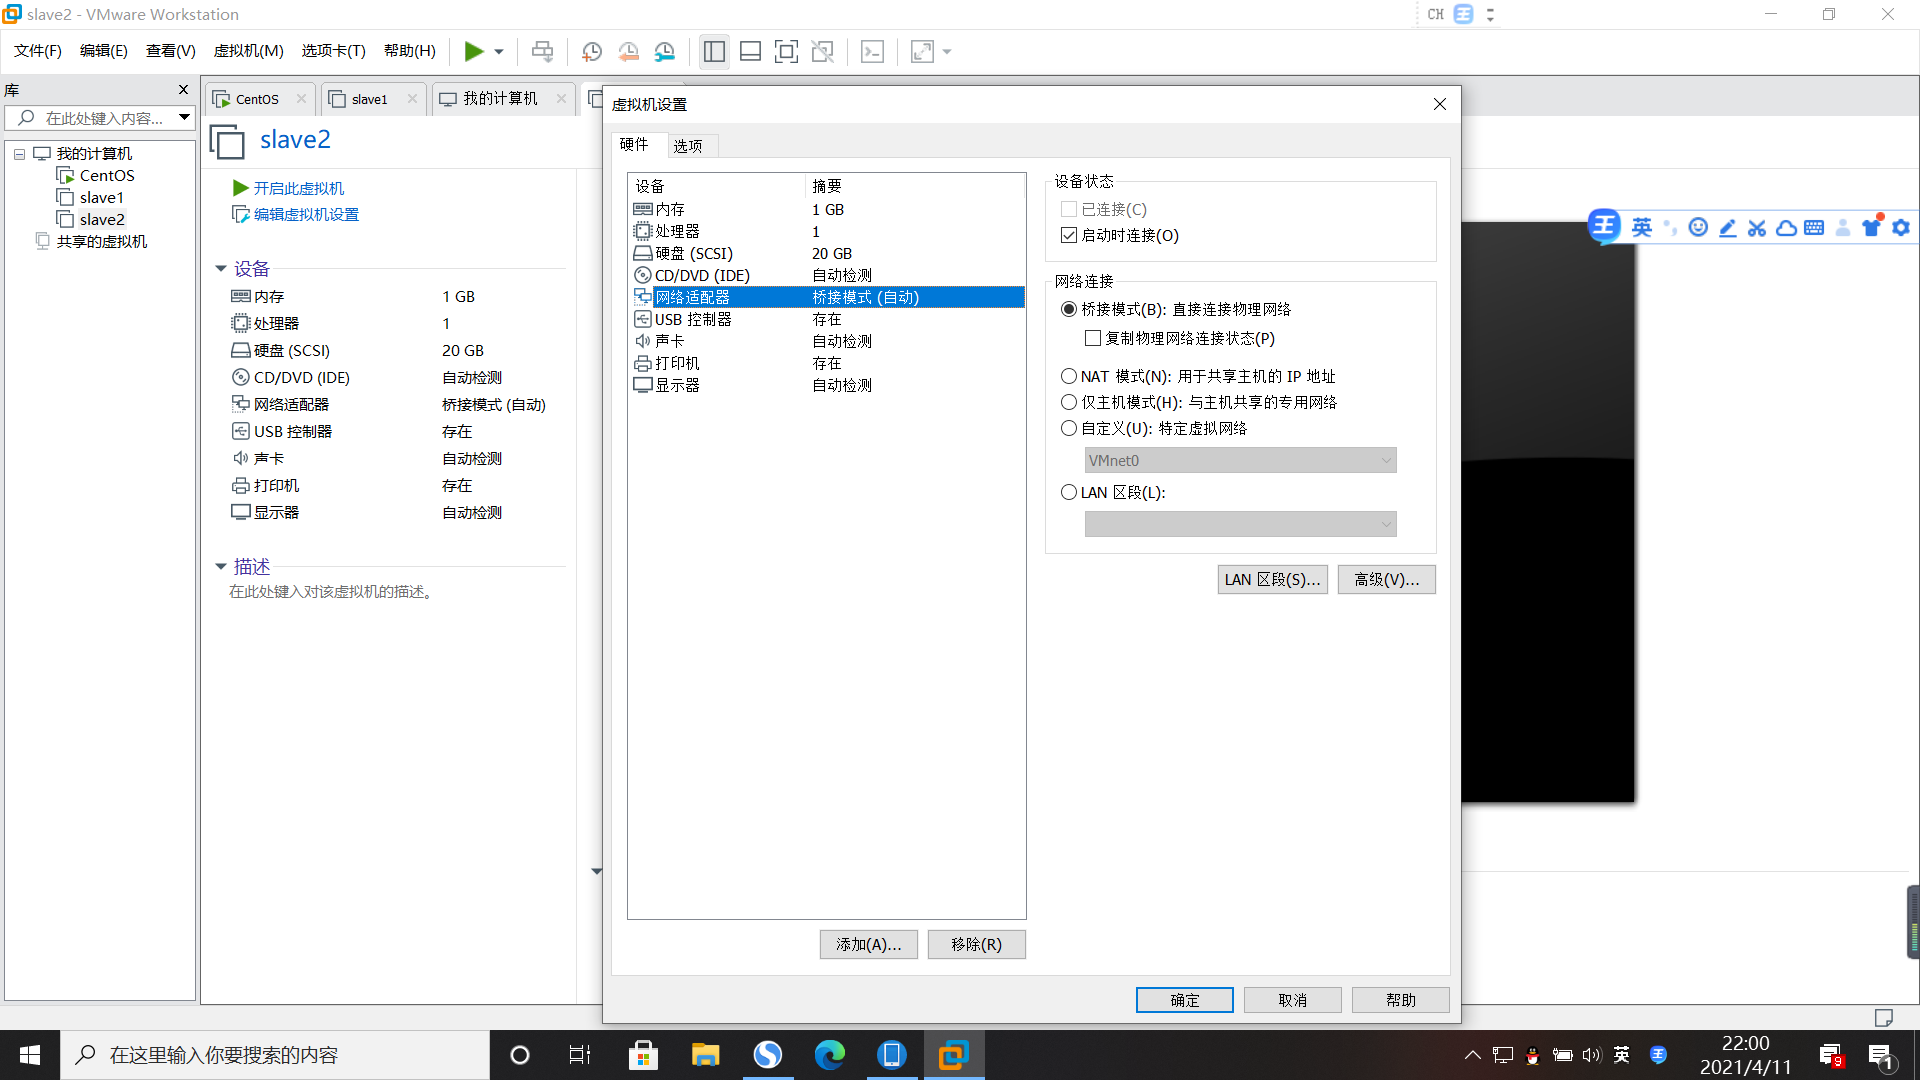 slave2 - VMware Workstation
CH
文件(F) 编辑(E) 查看(V) 虚拟机(M) 选项卡(T) 帮助(H)
库
在此处键入内容...
我的计算机
CentOS
slave1
slave2
共享的虚拟机
CentOS
slave1
我的计算机
slave2
开启此虚拟机
编辑虚拟机设置
设备
内存 1 GB
处理器 1
硬盘 (SCSI) 20 GB
CD/DVD (IDE) 自动检测
网络适配器 桥接模式 (自动)
USB 控制器 存在
声卡 自动检测
打印机 存在
显示器 自动检测
描述
在此处键入对该虚拟机的描述。
虚拟机设置
硬件 选项
设备 摘要
内存 1 GB
处理器 1
硬盘 (SCSI) 20 GB
CD/DVD (IDE) 自动检测
网络适配器 桥接模式 (自动)
USB 控制器 存在
声卡 自动检测
打印机 存在
显示器 自动检测
添加(A)... 移除(R)
设备状态
已连接(C)
启动时连接(O)
网络连接
桥接模式(B): 直接连接物理网络
复制物理网络连接状态(P)
NAT 模式(N): 用于共享主机的 IP 地址
仅主机模式(H): 与主机共享的专用网络
自定义(U): 特定虚拟网络
VMnet0
LAN 区段(L):
LAN 区段(S)... 高级(V)...
确定 取消 帮助
王 英
在这里输入你要搜索的内容
英
22:00
2021/4/11
9
1